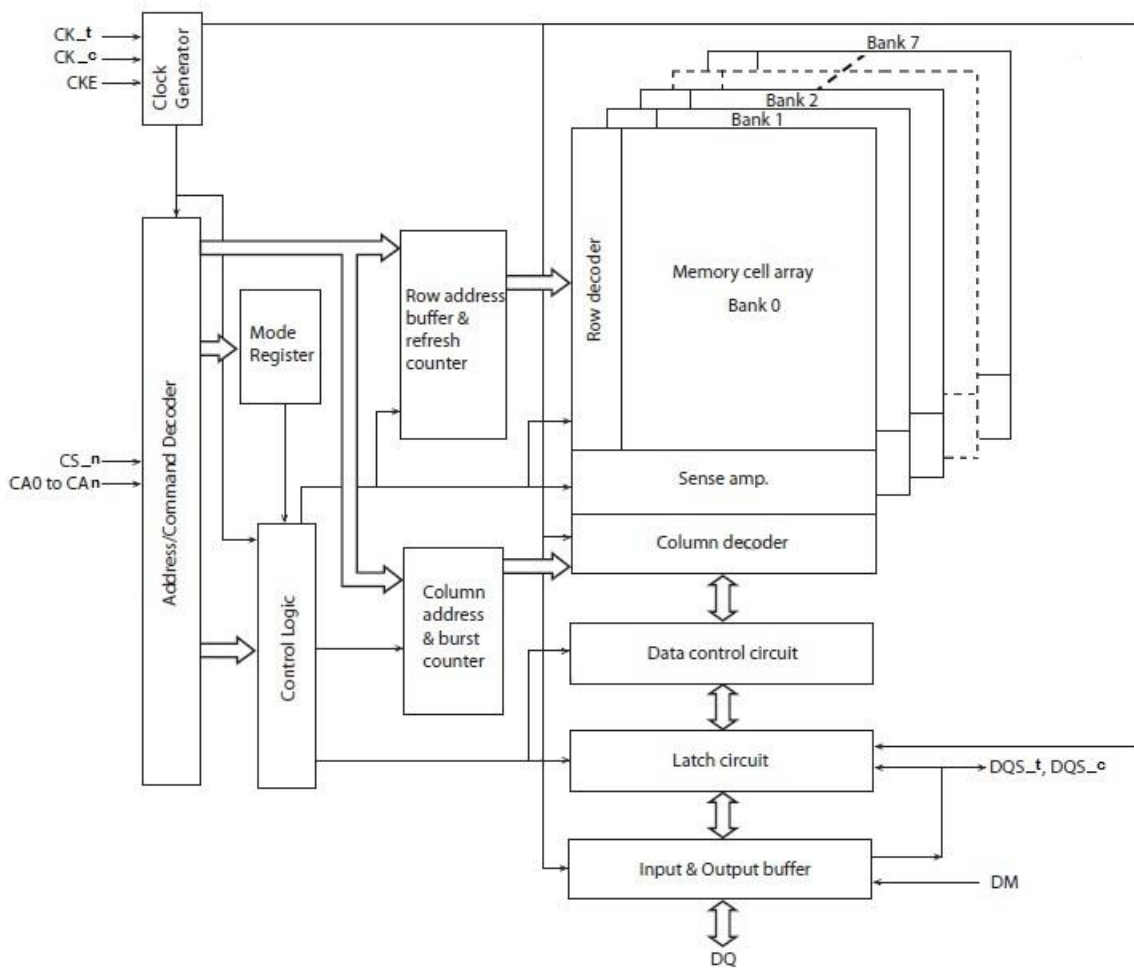 CK_t
CK_c
CKE
Clock
Generator
Bank 7
Bank 2
Bank 1
Row decoder
Memory cell array
Bank 0
Row address
buffer &
refresh
counter
Mode
Register
Address/Command Decoder
CS_n
CA0 to CAn
Sense amp.
Column decoder
Control Logic
Column
address
& burst
counter
Data control circuit
Latch circuit
DQS_t, DQS_c
Input & Output buffer
DM
DQ